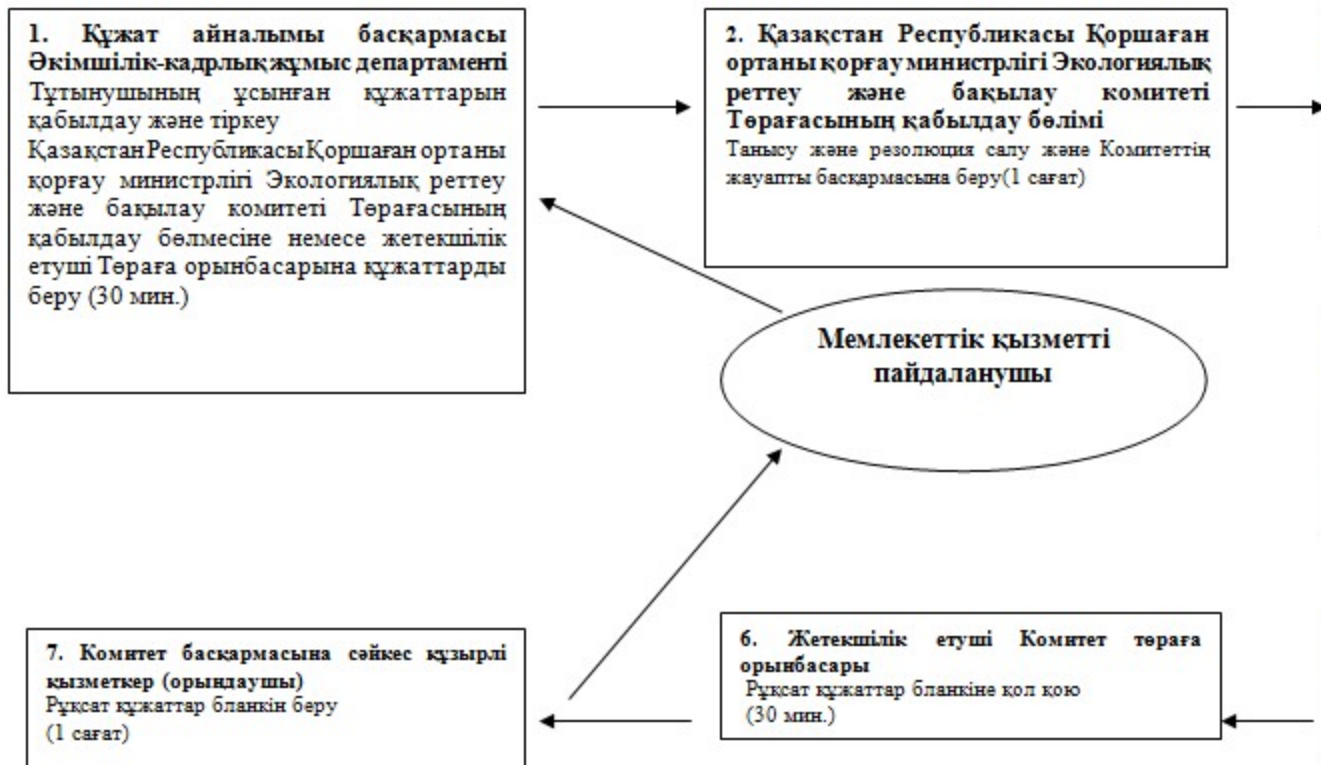 1. Құжат айналымы басқармасы
Әкімшілік-кадрлық жұмыс департаменті
Тұтынушының ұсынған құжаттарын
қабылдау және тіркеу
Қазақстан Республикасы Қоршаған ортаны
қорғау министрлігі Экологиялық реттеу
және бақылау комитеті Төрағасының
қабылдау бөлмесіне немесе жетекшілік
етуші Төраға орынбасарына құжаттарды
беру (30 мин.)
2. Қазақстан Республикасы Қоршаған
ортаны қорғау министрлігі Экологиялық
реттеу және бақылау комитеті
Төрағасының қабылдау бөлімі
Танысу және резолюция салу және Комитеттің
жауапты басқармасына беру(1 сағат)
Мемлекеттік қызметті
пайдаланушы
7. Комитет басқармасына сәйкес құзырлі
қызметкер (орындаушы)
Рұқсат құжаттар бланкін беру
(1 сағат)
6. Жетекшілік етуші Комитет төраға
орынбасары
Рұқсат құжаттар бланкіне қол қою
(30 мин.)